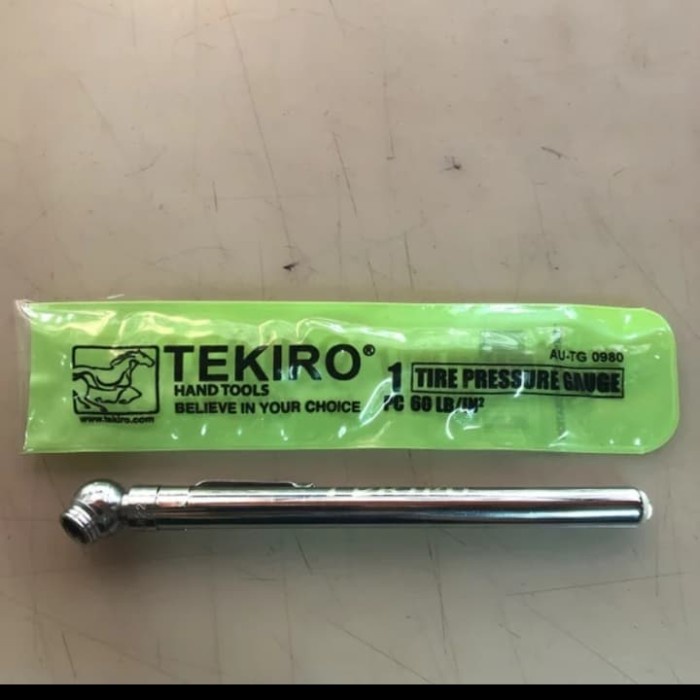 TEKIRO®
HAND TOOLS
BELIEVE IN YOUR CHOICE
www.tekiro.com
AU-TG 0980
1 PC
TIRE PRESSURE GAUGE
60 LB/IN²
TEKIRO